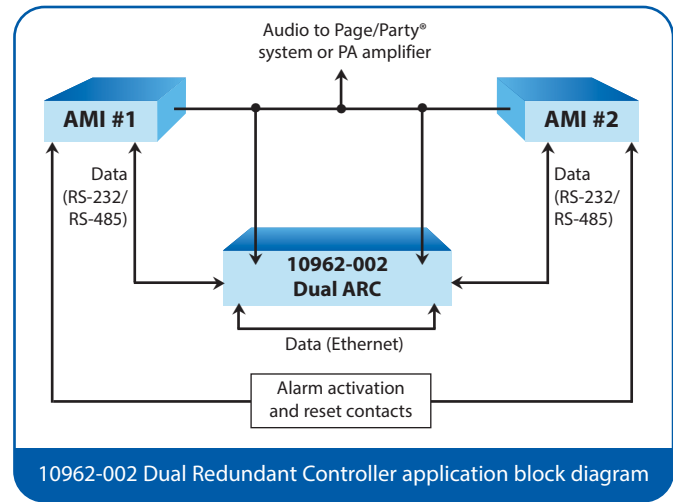 Audio to Page/Party®
system or PA amplifier
AMI #1
AMI #2
Data
(RS-232/
RS-485)
Data
(RS-232/
RS-485)
10962-002
Dual ARC
Data (Ethernet)
Alarm activation
and reset contacts
10962-002 Dual Redundant Controller application block diagram